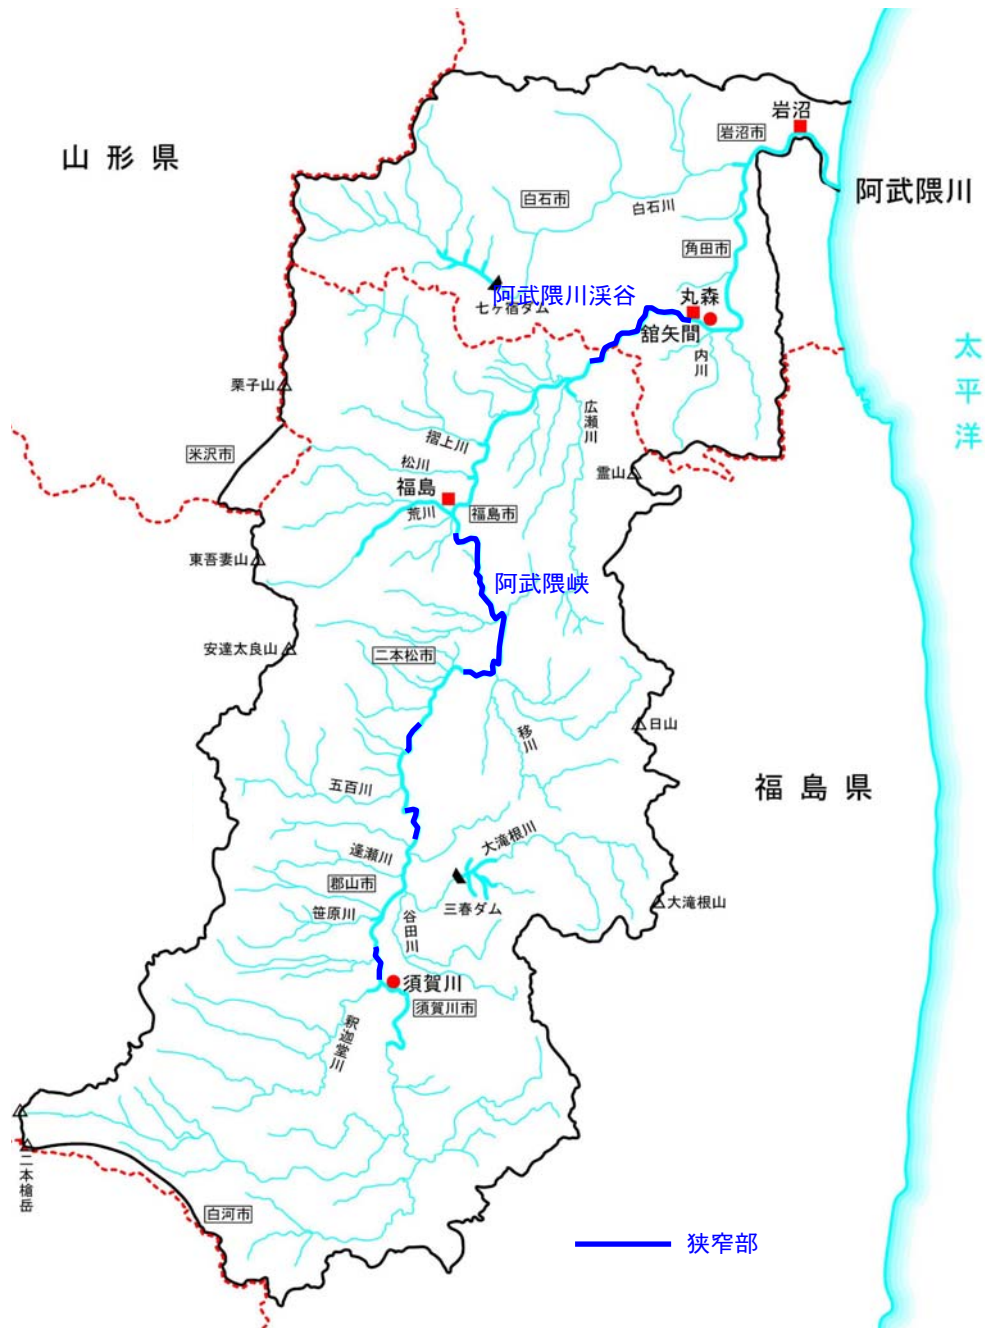 岩沼
岩沼市
山形県
阿武隈川
白石市
白石川
角田市
阿武隈川渓谷
丸森
七ヶ宿ダム
舘矢間
内川
太平洋
栗子山
広瀬川
摺上川
米沢市
松川
霊山
福島
荒川
福島市
東吾妻山
阿武隈峡
安達太良山
二本松市
日山
移川
五百川
福島県
大滝根川
逢瀬川
郡山市
大滝根山
三春ダム
笹原川
谷田川
須賀川
須賀川市
釈迦堂川
二本槍岳
白河市
狭窄部